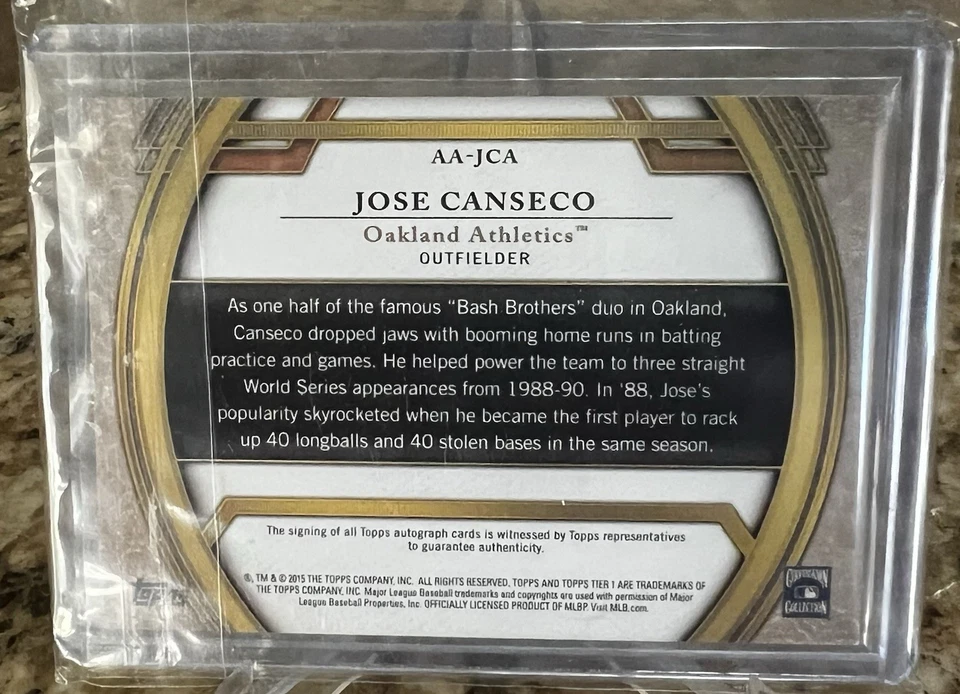 AA-JCA
JOSE CANSECO
Oakland Athletics™
OUTFIELDER
As one half of the famous "Bash Brothers" duo in Oakland,
Canseco dropped jaws with booming home runs in batting
practice and games. He helped power the team to three straight
World Series appearances from 1988-90. In '88, Jose's
popularity skyrocketed when he became the first player to rack
up 40 longballs and 40 stolen bases in the same season.
The signing of all Topps autograph cards is witnessed by Topps representatives
to guarantee authenticity.
®, TM & © 2015 THE TOPPS COMPANY, INC. ALL RIGHTS RESERVED. TOPPS AND TOPPS TIER 1 ARE TRADEMARKS OF
THE TOPPS COMPANY, INC. Major League Baseball trademarks and copyrights are used with permission of Major
League Baseball Properties, Inc. OFFICIALLY LICENSED PRODUCT OF MLBP. Visit MLB.com.
TOPPS
COOPERSTOWN
COLLECTION